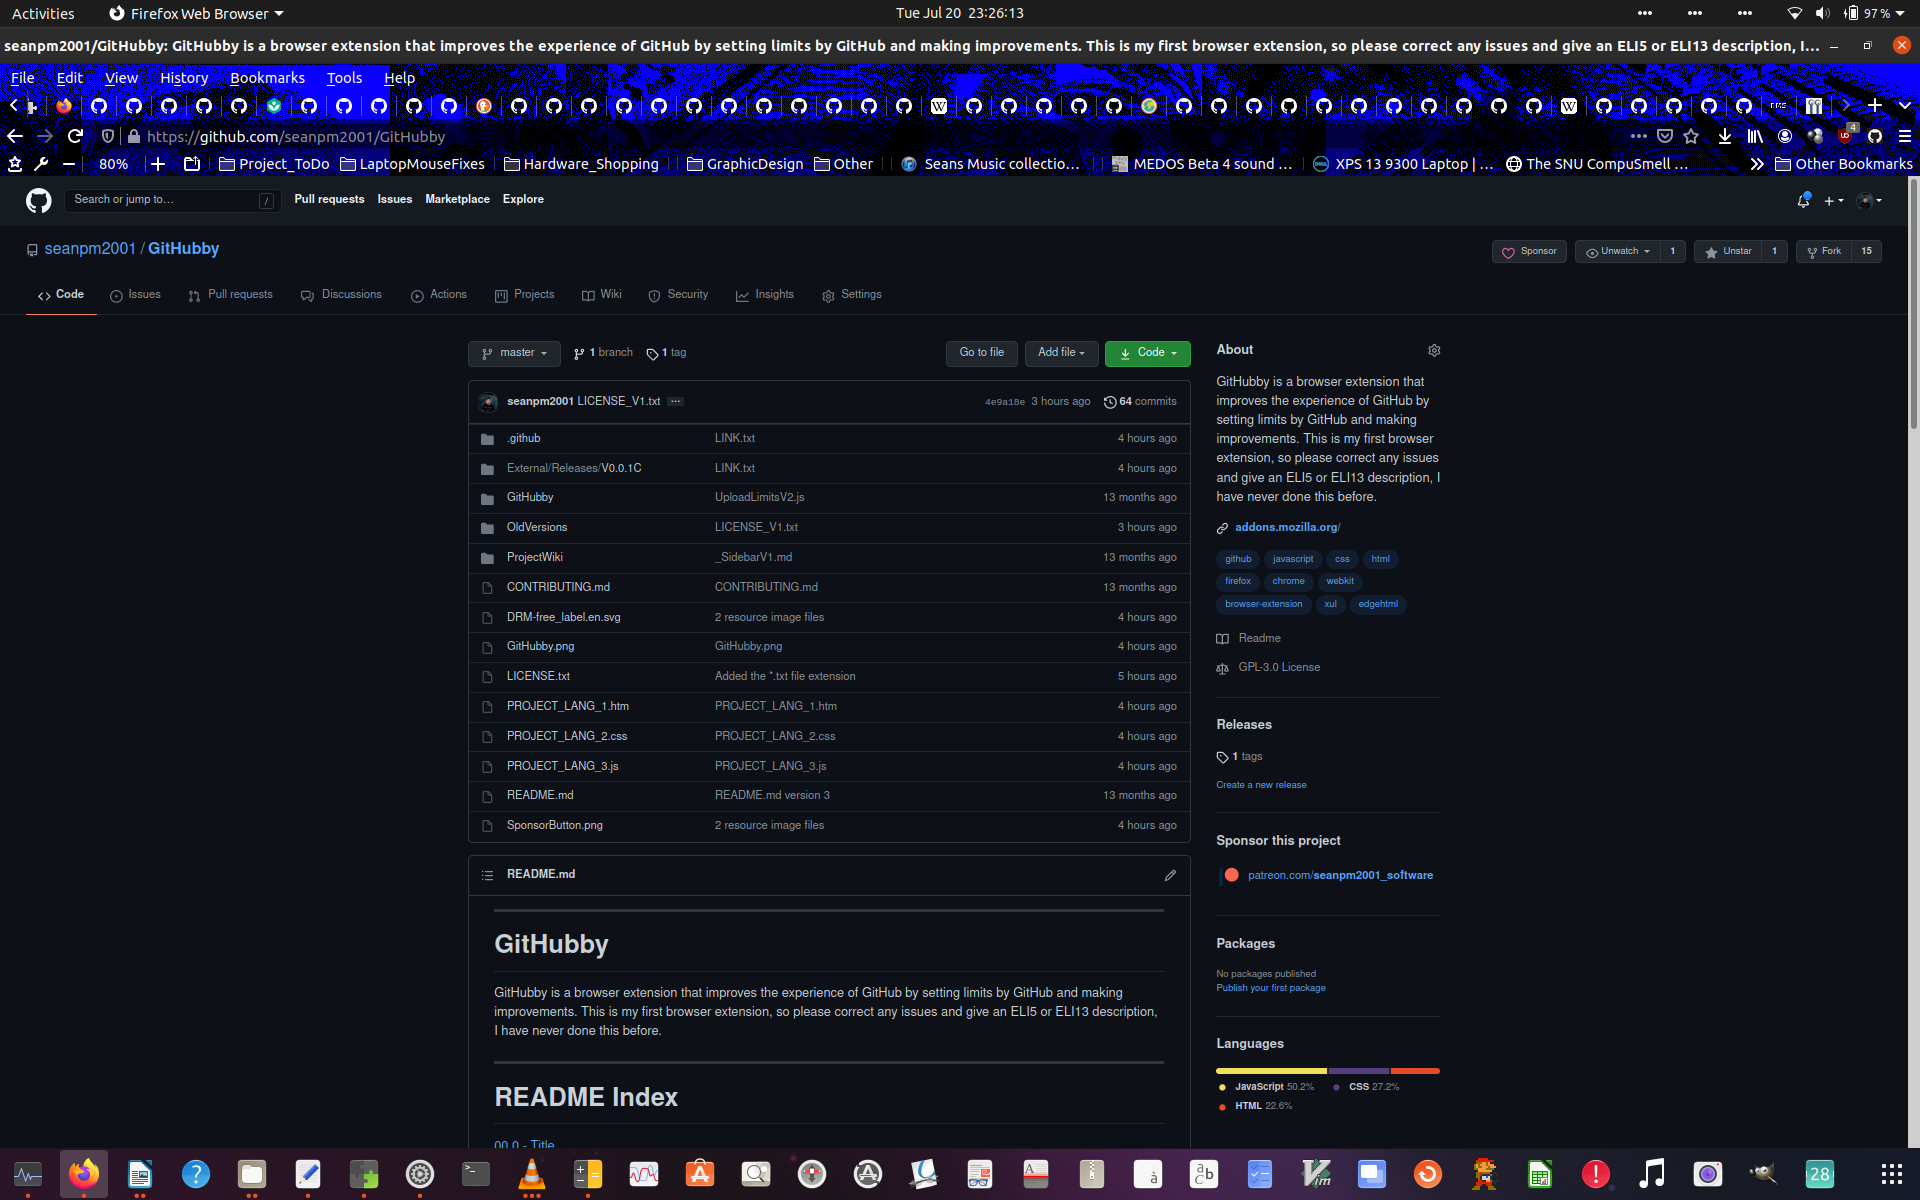 Activities
Firefox Web Browser
Tue Jul 20 23:26:13
97 %
seanpm2001/GitHubby: GitHubby is a browser extension that improves the experience of GitHub by setting limits by GitHub and making improvements. This is my first browser extension, so please correct any issues and give an ELI5 or ELI13 description, I...
File Edit View History Bookmarks Tools Help
https://github.com/seanpm2001/GitHubby
4
80%
Project_ToDo
LaptopMouseFixes
Hardware_Shopping
GraphicDesign
Other
Seans Music collectio...
MEDOS Beta 4 sound ...
XPS 13 9300 Laptop | ...
The SNU CompuSmell ...
Other Bookmarks
Search or jump to...
/
Pull requests Issues Marketplace Explore
seanpm2001 / GitHubby
Sponsor
Unwatch 1
Unstar 1
Fork 15
Code Issues Pull requests Discussions Actions Projects Wiki Security Insights Settings
master
1 branch
1 tag
Go to file
Add file
Code
seanpm2001 LICENSE_V1.txt ... 4e9a18e 3 hours ago 64 commits
.github LINK.txt 4 hours ago
External/Releases/V0.0.1C LINK.txt 4 hours ago
GitHubby UploadLimitsV2.js 13 months ago
OldVersions LICENSE_V1.txt 3 hours ago
ProjectWiki _SidebarV1.md 13 months ago
CONTRIBUTING.md CONTRIBUTING.md 13 months ago
DRM-free_label.en.svg 2 resource image files 4 hours ago
GitHubby.png GitHubby.png 4 hours ago
LICENSE.txt Added the *.txt file extension 5 hours ago
PROJECT_LANG_1.htm PROJECT_LANG_1.htm 4 hours ago
PROJECT_LANG_2.css PROJECT_LANG_2.css 4 hours ago
PROJECT_LANG_3.js PROJECT_LANG_3.js 4 hours ago
README.md README.md version 3 13 months ago
SponsorButton.png 2 resource image files 4 hours ago
README.md
GitHubby
GitHubby is a browser extension that improves the experience of GitHub by setting limits by GitHub and making
improvements. This is my first browser extension, so please correct any issues and give an ELI5 or ELI13 description,
I have never done this before.
README Index
00.0 - Title
About
GitHubby is a browser extension that
improves the experience of GitHub by
setting limits by GitHub and making
improvements. This is my first browser
extension, so please correct any issues
and give an ELI5 or ELI13 description, I
have never done this before.
addons.mozilla.org/
github javascript css html
firefox chrome webkit
browser-extension xul edgehtml
Readme
GPL-3.0 License
Releases
1 tags
Create a new release
Sponsor this project
patreon.com/seanpm2001_software
Packages
No packages published
Publish your first package
Languages
JavaScript 50.2% CSS 27.2%
HTML 22.6%
28